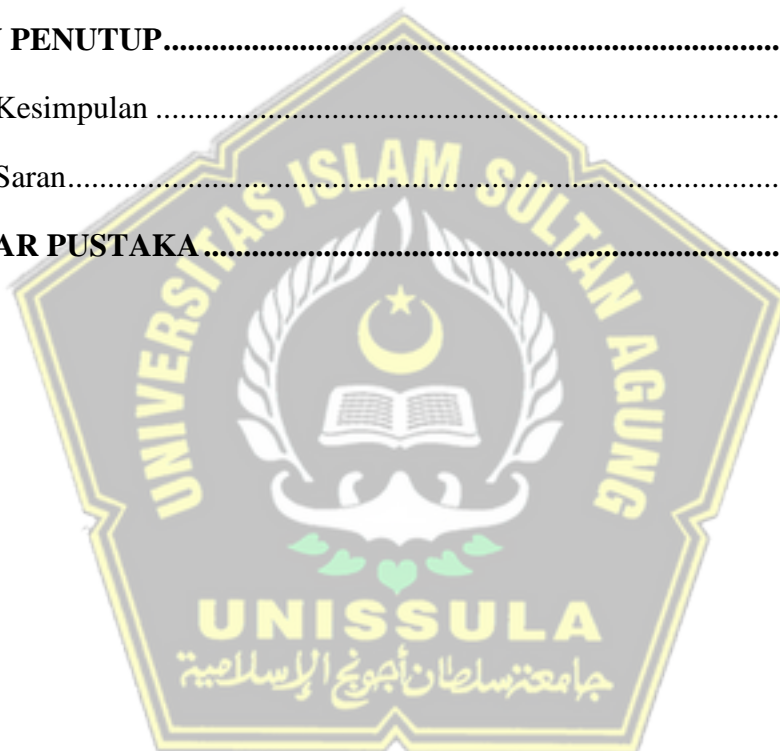 PENUTUP........................................................................
Kesimpulan ........................................................................
Saran........................................................................
AR PUSTAKA........................................................................
UNIVERSITAS ISLAM SULTAN AGUNG
UNISSULA
جامعة سلطان أجونج الإسلامية